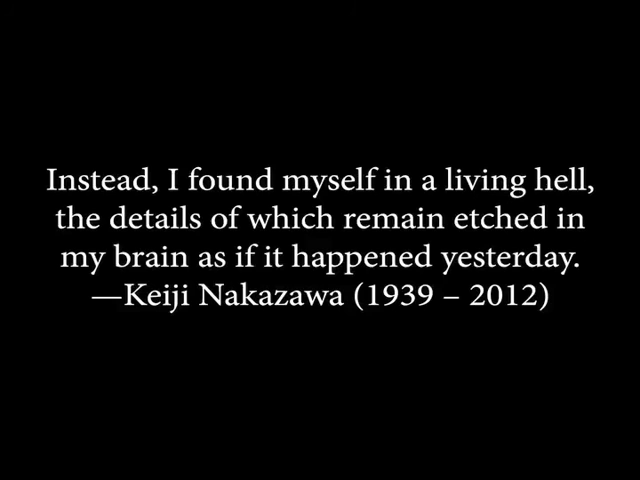 Instead, I found myself in a living hell,
the details of which remain etched in
my brain as if it happened yesterday.
—Keiji Nakazawa (1939 – 2012)